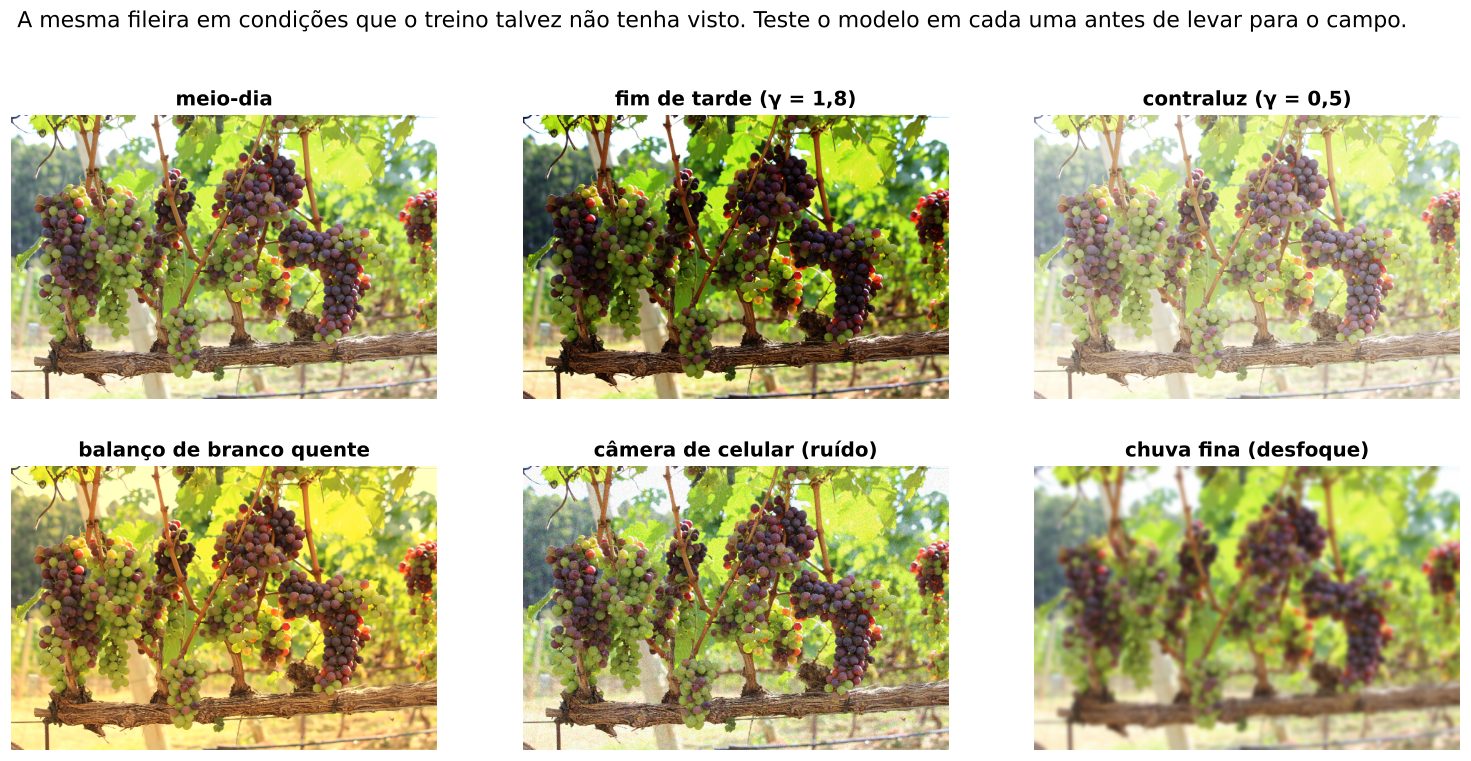 A mesma fileira em condições que o treino talvez não tenha visto. Teste o modelo em cada uma antes de levar para o campo.
meio-dia
fim de tarde (γ = 1,8)
contraluz (γ = 0,5)
balanço de branco quente
câmera de celular (ruído)
chuva fina (desfoque)